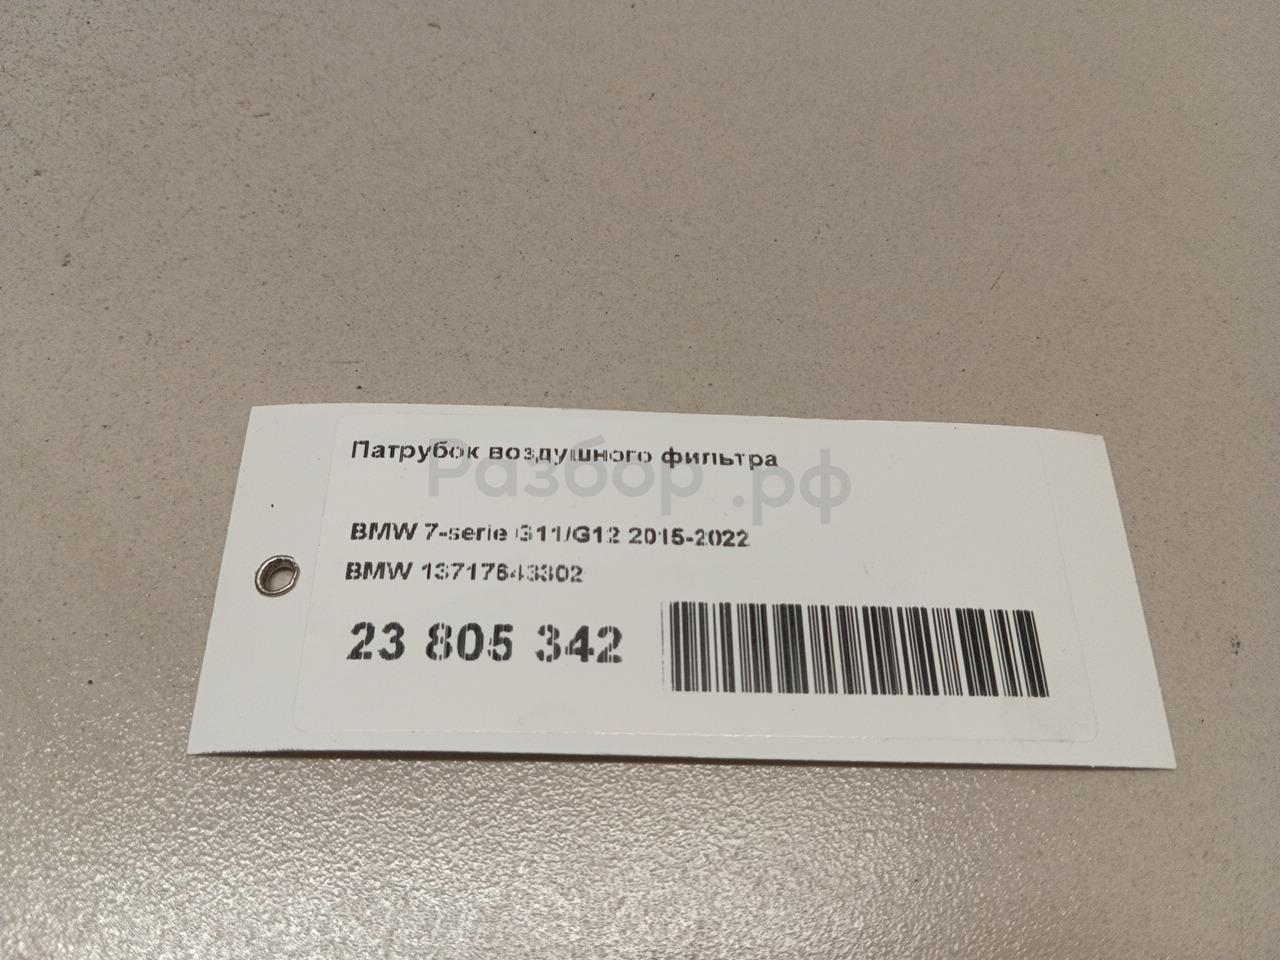 Патрубок воздушного фильтра
Разбор.рф
BMW 7-serie G11/G12 2015-2022
BMW 13717643302
23 805 342